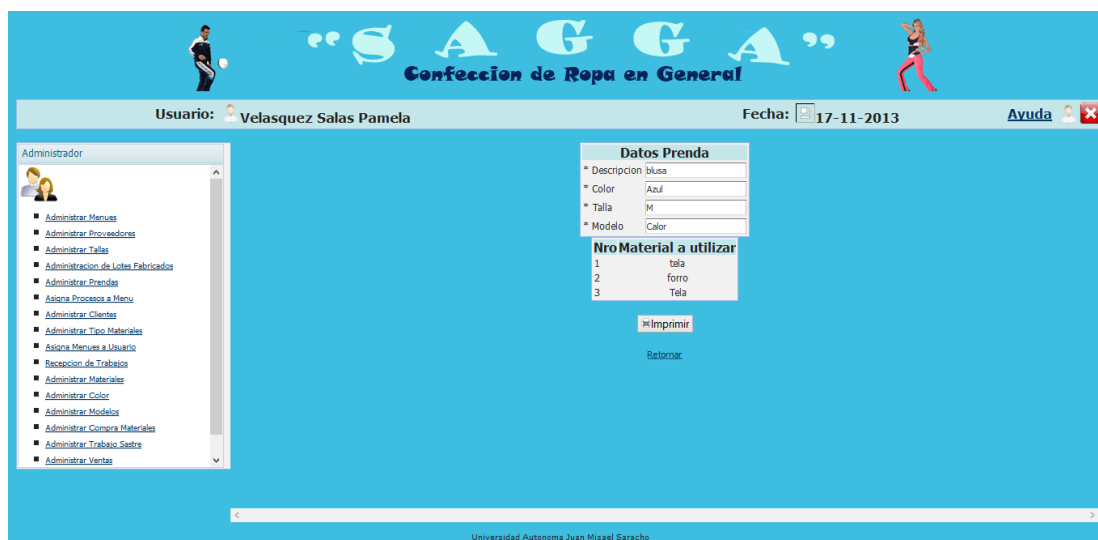 “S A G G A”
Confeccion de Ropa en General
Usuario: Velasquez Salas Pamela
Fecha: 17-11-2013
Ayuda
Administrador
Administrar Menues
Administrar Proveedores
Administrar Tallas
Administracion de Lotes Fabricados
Administrar Prendas
Asigna Procesos a Menu
Administrar Clientes
Administrar Tipo Materiales
Asigna Menues a Usuario
Recepcion de Trabajos
Administrar Materiales
Administrar Color
Administrar Modelos
Administrar Compra Materiales
Administrar Trabajo Sastre
Administrar Ventas
Datos Prenda
* Descripcion blusa
* Color Azul
* Talla M
* Modelo Calor
Nro Material a utilizar
1 tela
2 forro
3 Tela
Imprimir
Retornar
Universidad Autonoma Juan Misael Saracho